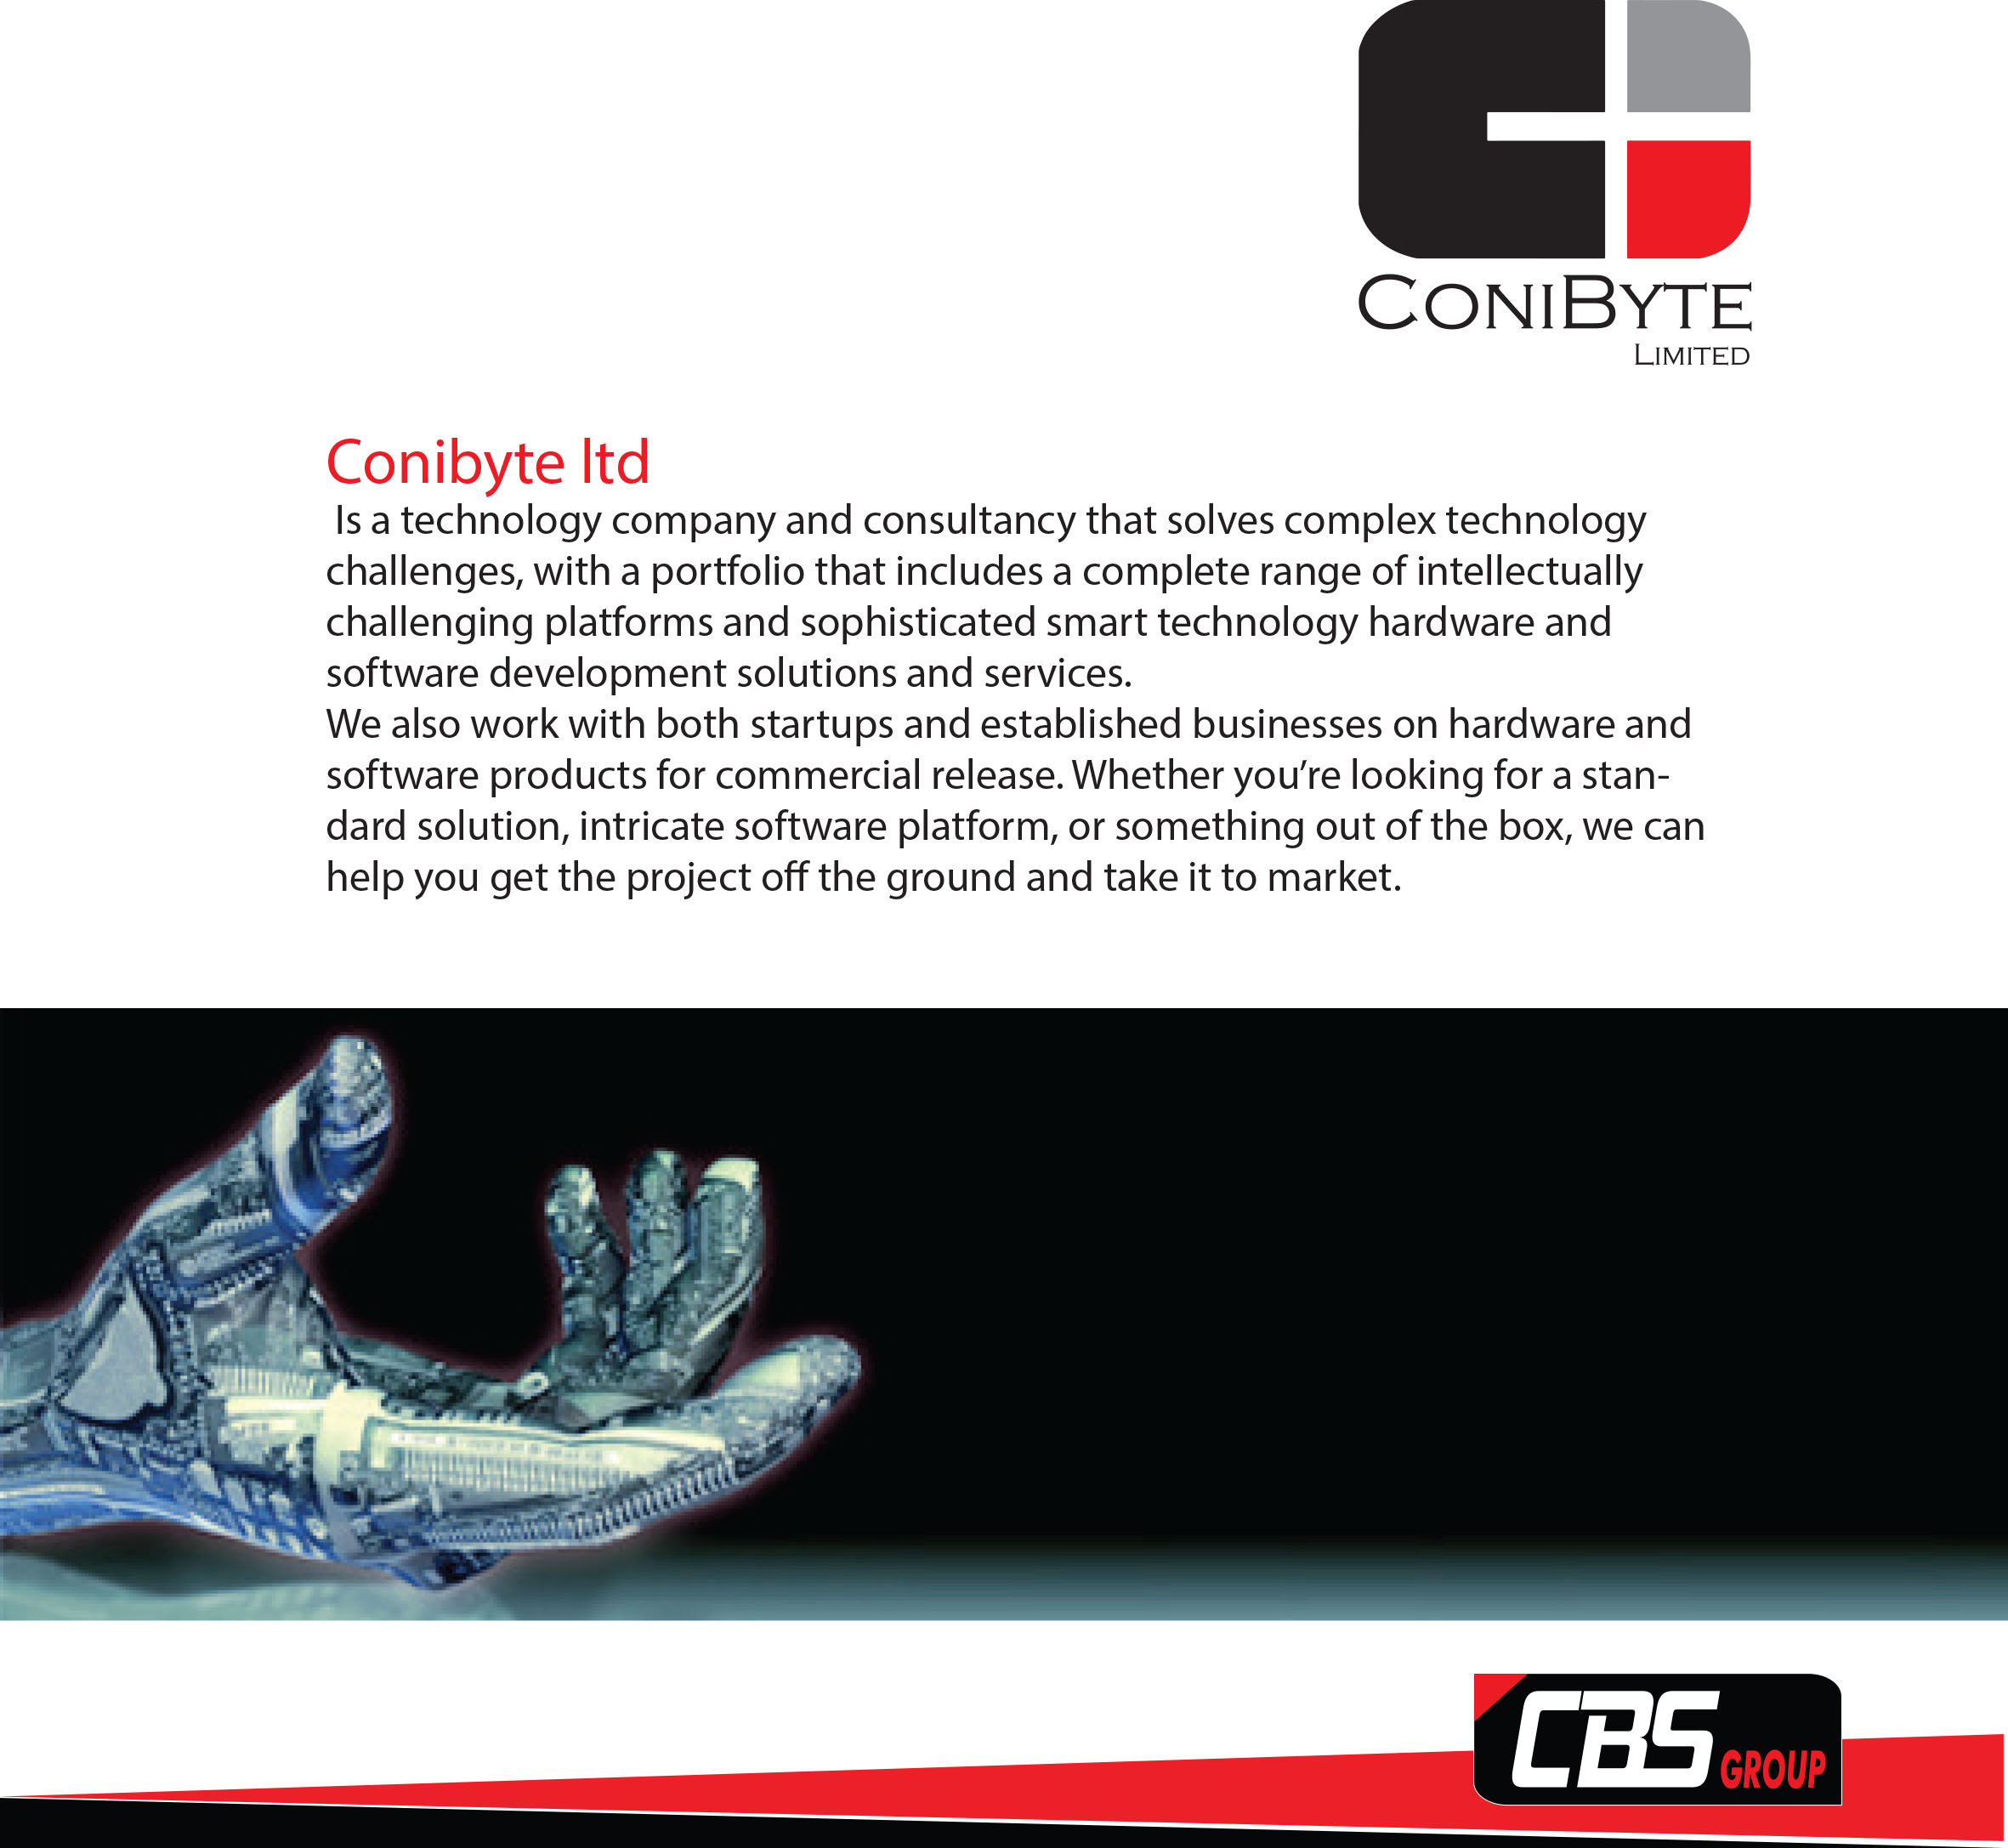 CONIBYTE
LIMITED
Conibyte ltd
Is a technology company and consultancy that solves complex technology
challenges, with a portfolio that includes a complete range of intellectually
challenging platforms and sophisticated smart technology hardware and
software development solutions and services.
We also work with both startups and established businesses on hardware and
software products for commercial release. Whether you’re looking for a stan-
dard solution, intricate software platform, or something out of the box, we can
help you get the project off the ground and take it to market.
CBS GROUP